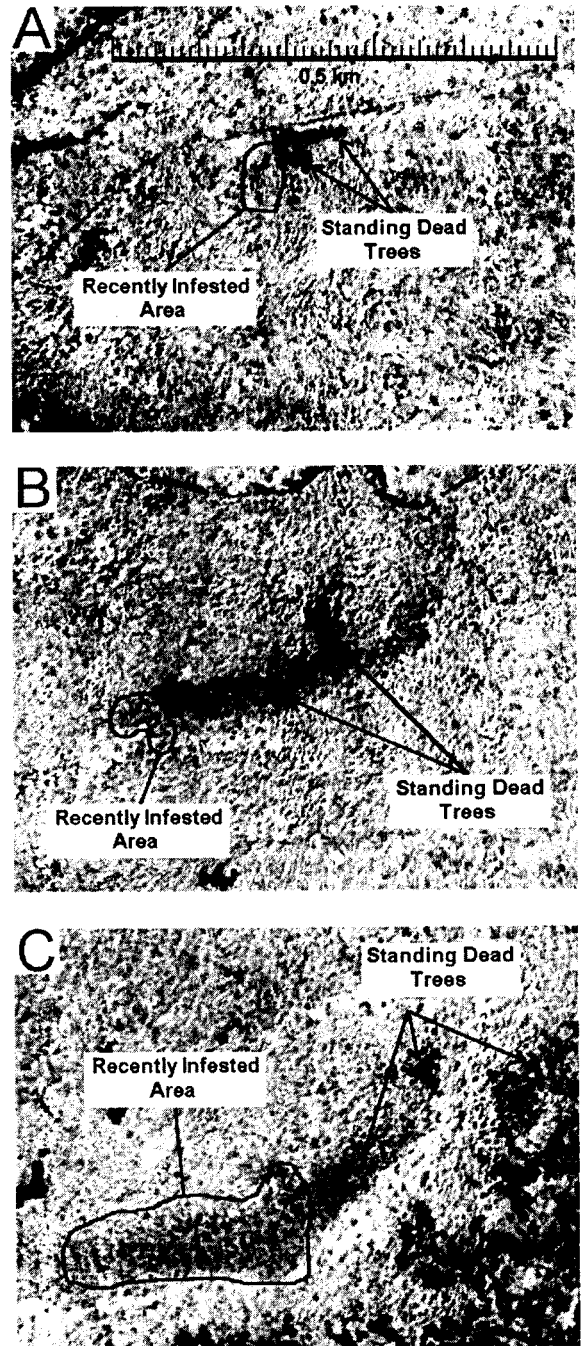 A
0.5 km
Standing Dead
Trees
Recently Infested
Area
B
Standing Dead
Trees
Recently Infested
Area
C
Standing Dead
Trees
Recently Infested
Area